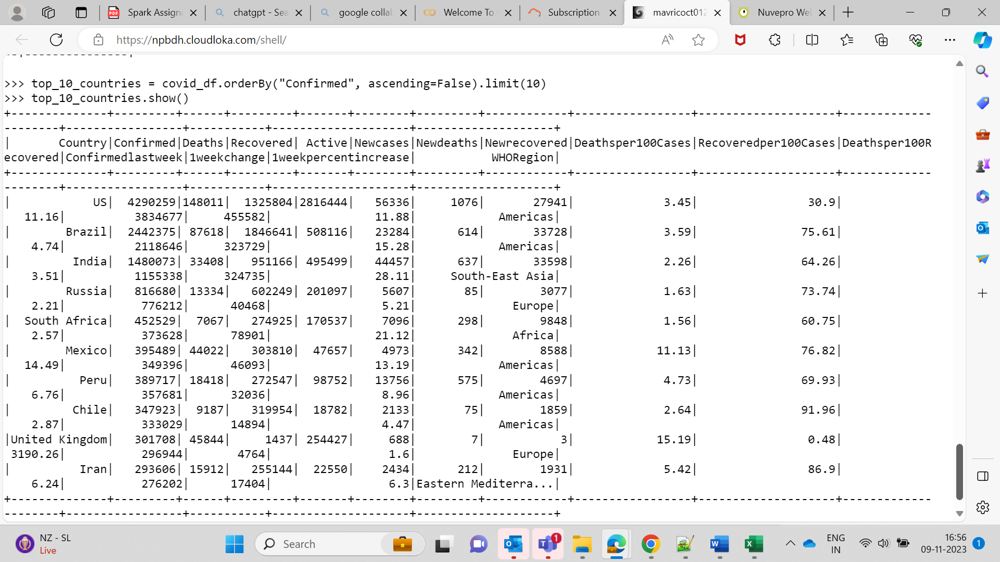 Spark Assignr
chatgpt - Sea
google collab
Welcome To
Subscription
mavricoct012
Nuvepro Wel
https://npbdh.cloudloka.com/shell/
>>> top_10_countries = covid_df.orderBy("Confirmed", ascending=False).limit(10)
>>> top_10_countries.show()
+--------------+---------+------+---------+-------+--------+---------+------------+-----------------+--------------------+-------------
--------+-----------------+-----------+--------------------+--------------------+
|       Country|Confirmed|Deaths|Recovered| Active|Newcases|Newdeaths|Newrecovered|Deathsper100Cases|Recoveredper100Cases|Deathsper100R
ecovered|Confirmedlastweek|1weekchange|1weekpercentincrease|           WHORegion|
+--------------+---------+------+---------+-------+--------+---------+------------+-----------------+--------------------+-------------
--------+-----------------+-----------+--------------------+--------------------+
|            US|  4290259|148011|  1325804|2816444|   56336|     1076|       27941|             3.45|                30.9|
   11.16|          3834677|     455582|               11.88|            Americas|
|        Brazil|  2442375| 87618|  1846641| 508116|   23284|      614|       33728|             3.59|               75.61|
    4.74|          2118646|     323729|               15.28|            Americas|
|         India|  1480073| 33408|   951166| 495499|   44457|      637|       33598|             2.26|               64.26|
    3.51|          1155338|     324735|               28.11|     South-East Asia|
|        Russia|   816680| 13334|   602249| 201097|    5607|       85|        3077|             1.63|               73.74|
    2.21|           776212|      40468|                5.21|              Europe|
|  South Africa|   452529|  7067|   274925| 170537|    7096|      298|        9848|             1.56|               60.75|
    2.57|           373628|      78901|               21.12|              Africa|
|        Mexico|   395489| 44022|   303810|  47657|    4973|      342|        8588|            11.13|               76.82|
   14.49|           349396|      46093|               13.19|            Americas|
|          Peru|   389717| 18418|   272547|  98752|   13756|      575|        4697|             4.73|               69.93|
    6.76|           357681|      32036|                8.96|            Americas|
|         Chile|   347923|  9187|   319954|  18782|    2133|       75|        1859|             2.64|               91.96|
    2.87|           333029|      14894|                4.47|            Americas|
|United Kingdom|   301708| 45844|     1437| 254427|     688|        7|           3|            15.19|                0.48|
 3190.26|           296944|       4764|                 1.6|              Europe|
|          Iran|   293606| 15912|   255144|  22550|    2434|      212|        1931|             5.42|                86.9|
    6.24|           276202|      17404|                 6.3|Eastern Mediterra...|
+--------------+---------+------+---------+-------+--------+---------+------------+-----------------+--------------------+-------------
--------+-----------------+-----------+--------------------+--------------------+
NZ - SL
Live
Search
1
ENG
IN
16:56
09-11-2023
1